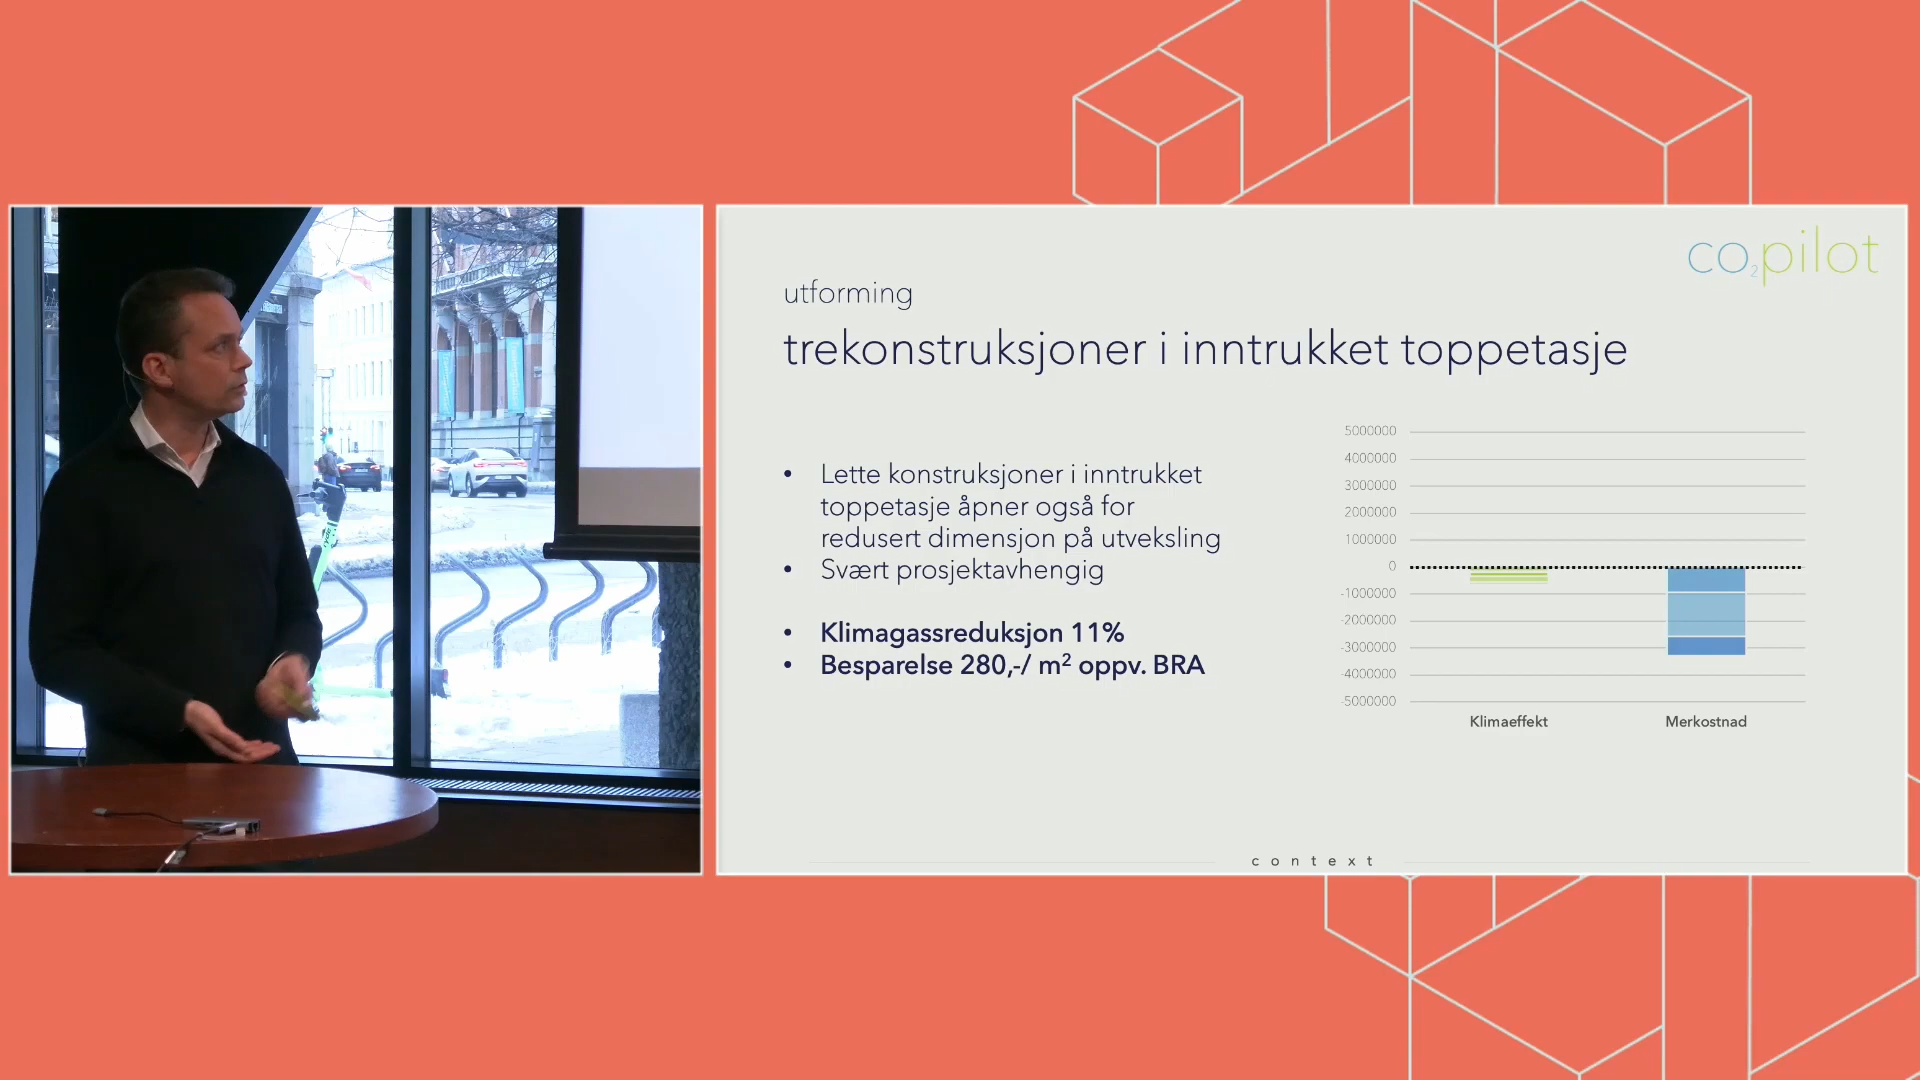 co₂pilot
utforming
trekonstruksjoner i inntrukket toppetasje
• Lette konstruksjoner i inntrukket
toppetasje åpner også for
redusert dimensjon på utveksling
• Svært prosjektavhengig
• Klimagassreduksjon 11%
• Besparelse 280,-/ m² oppv. BRA
5000000
4000000
3000000
2000000
1000000
0
-1000000
-2000000
-3000000
-4000000
-5000000
Klimaeffekt
Merkostnad
context